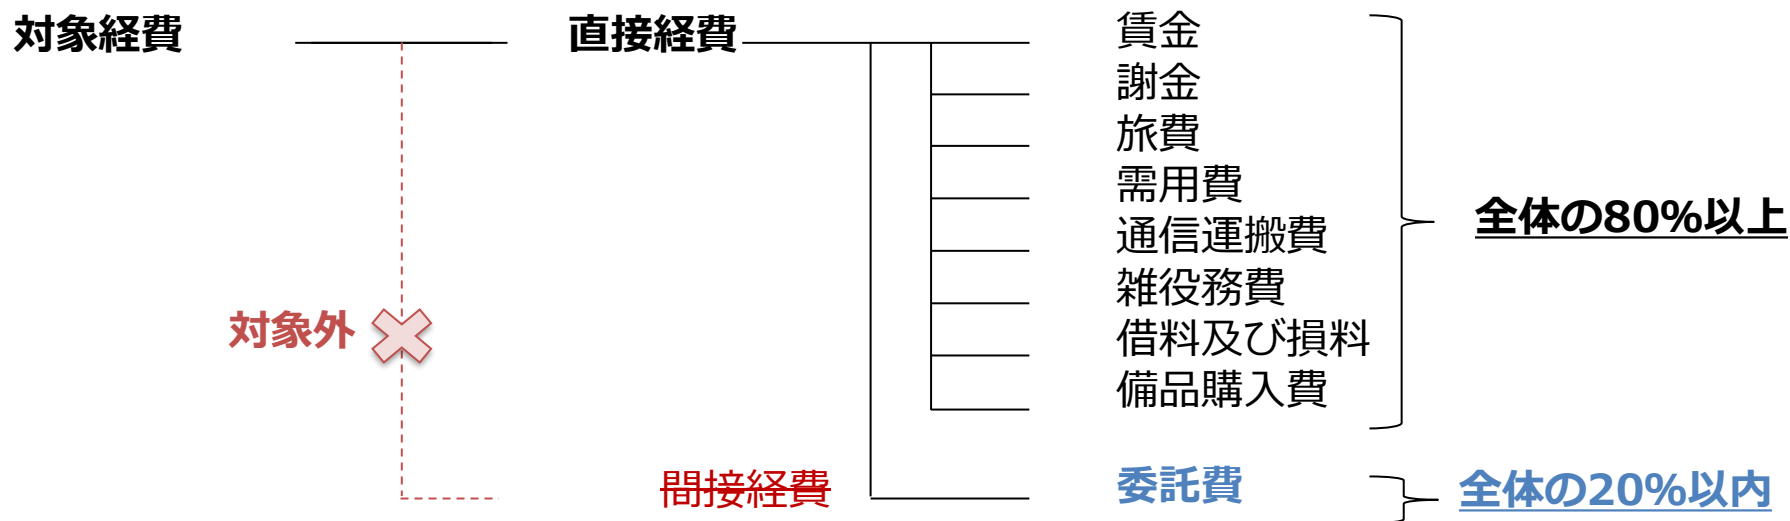 対象経費
直接経費
賃金
謝金
旅費
需用費
通信運搬費
雑役務費
借料及び損料
備品購入費
全体の80%以上
対象外
間接経費
委託費
全体の20%以内